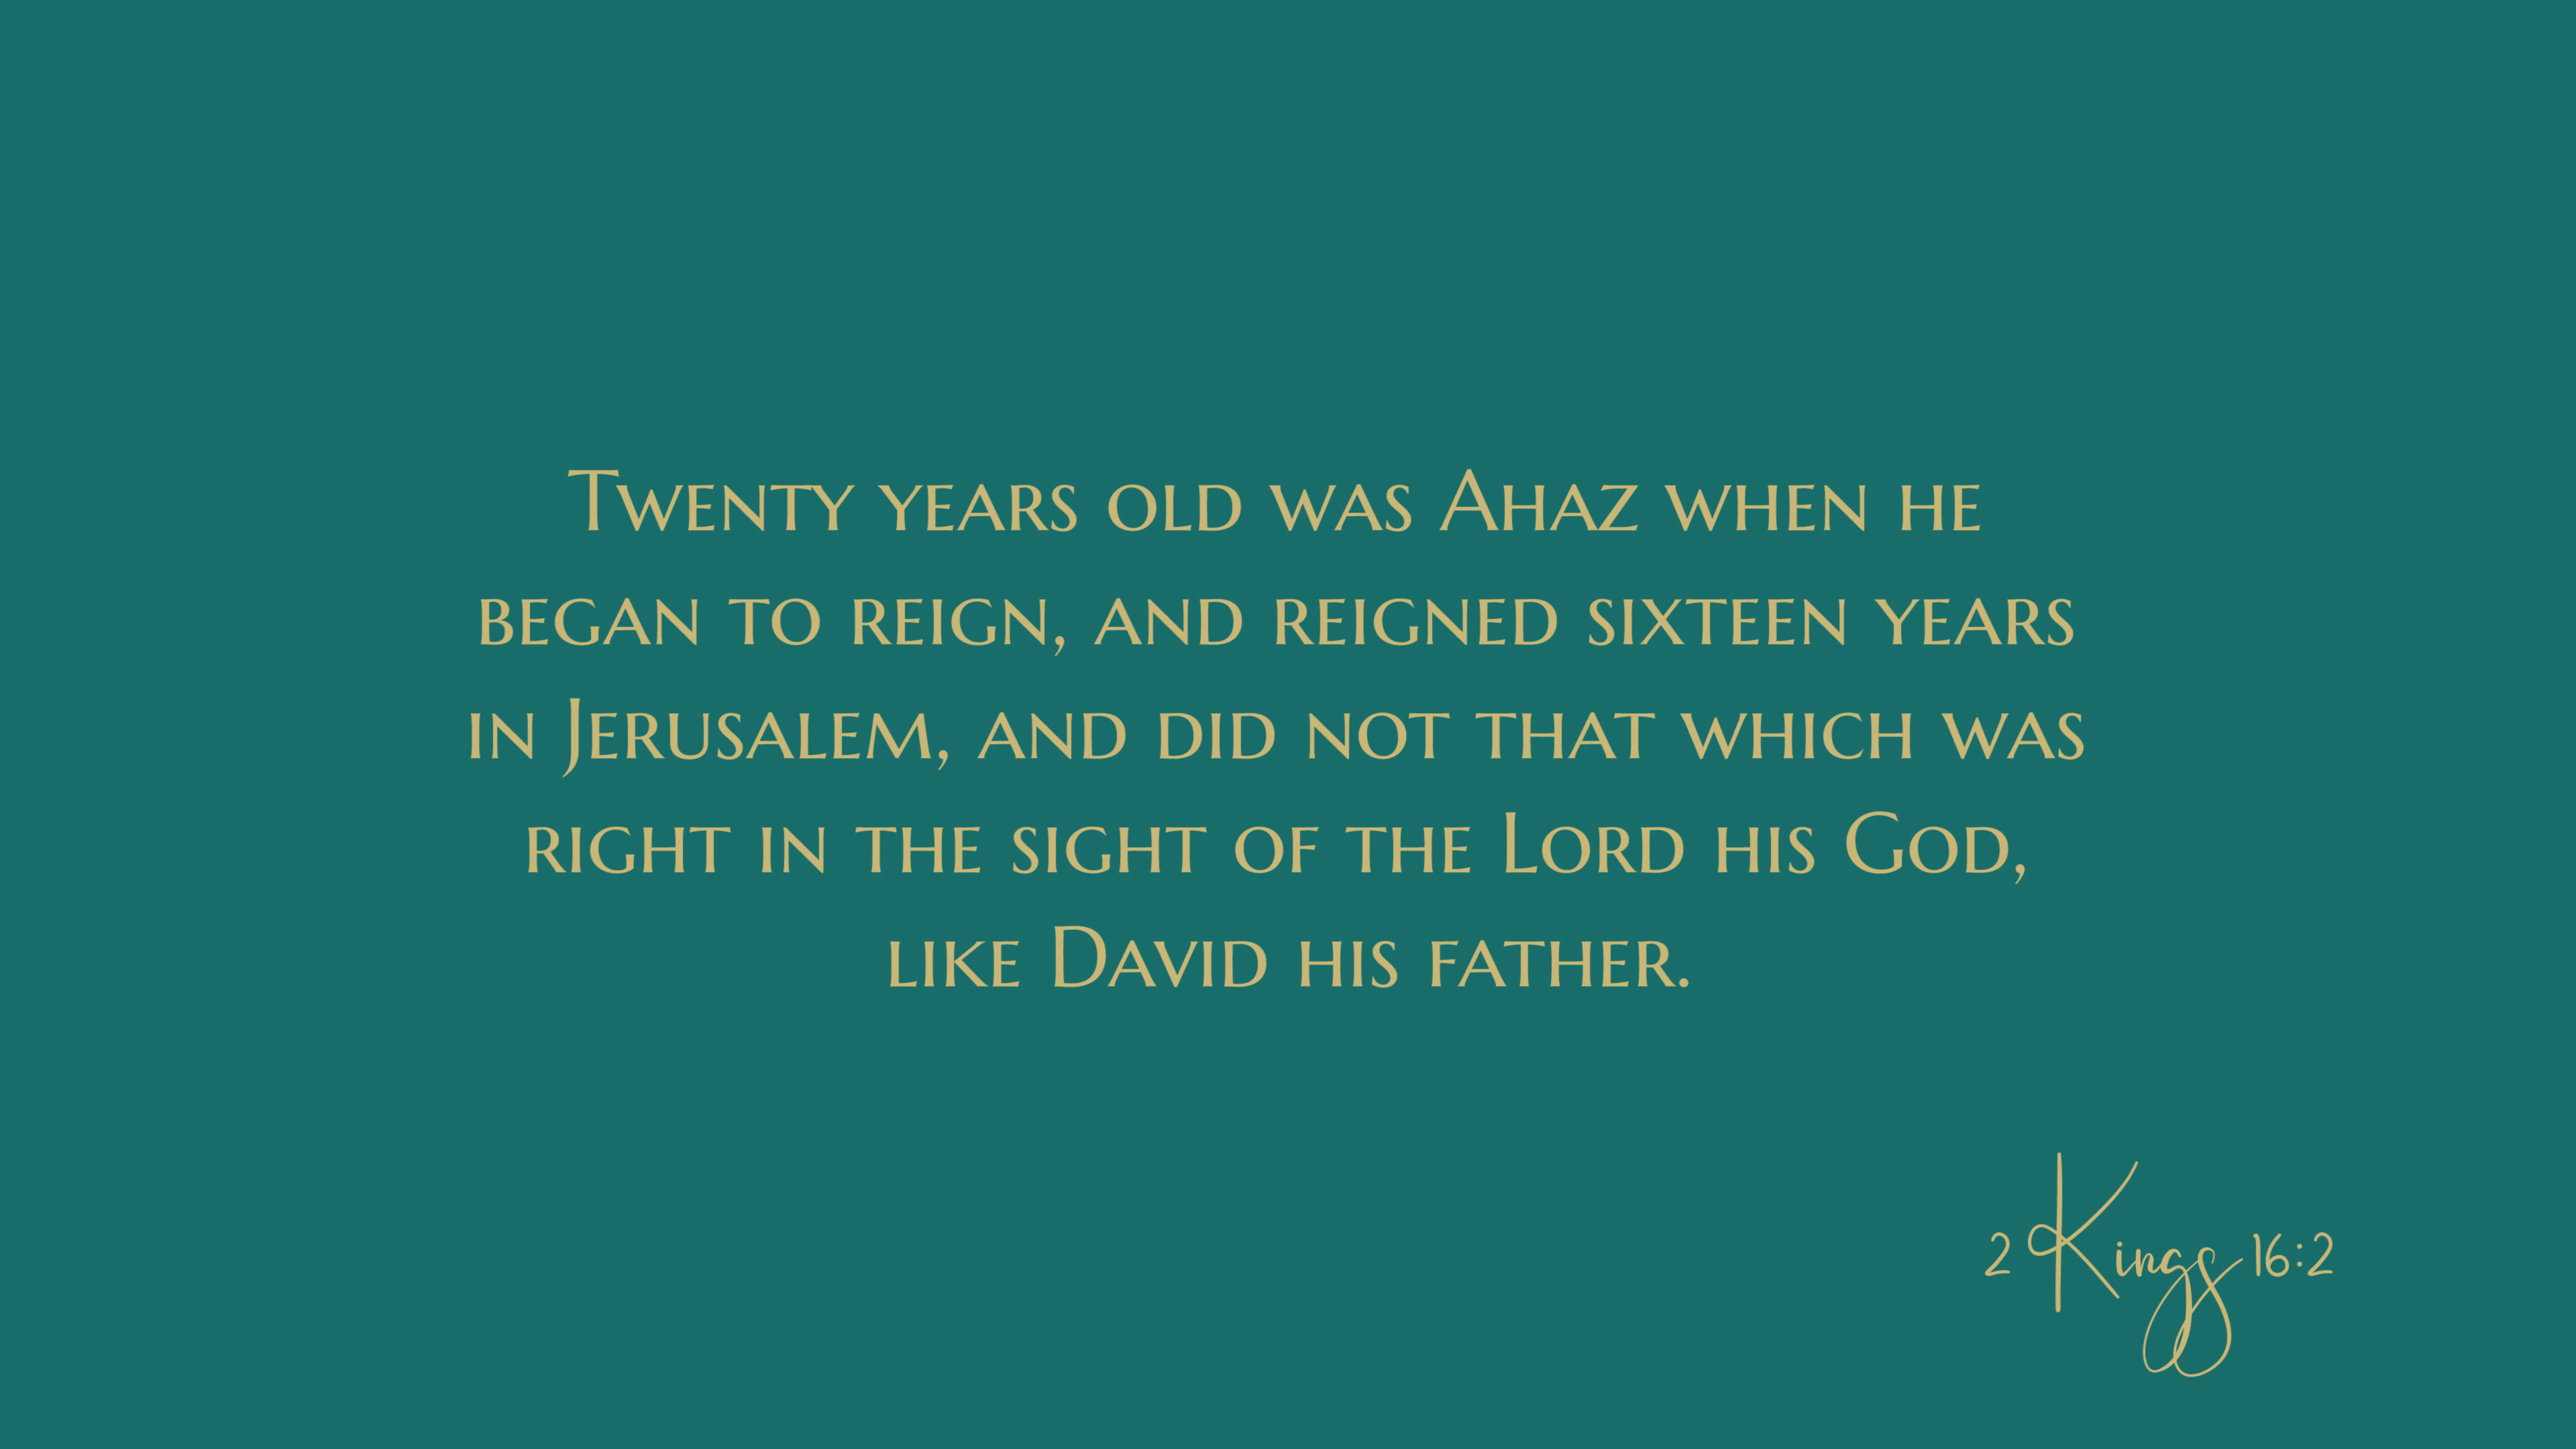 Twenty years old was Ahaz when he
began to reign, and reigned sixteen years
in Jerusalem, and did not that which was
right in the sight of the Lord his God,
like David his father.
2 Kings 16:2